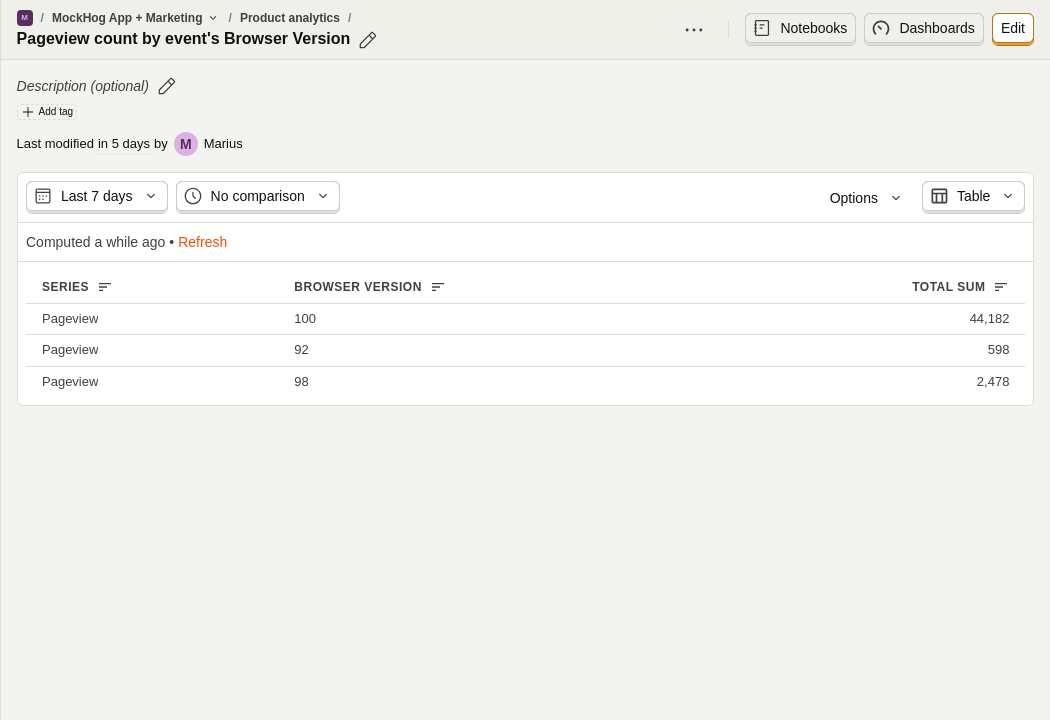 M / MockHog App + Marketing / Product analytics /
Pageview count by event's Browser Version
Notebooks
Dashboards
Edit
Description (optional)
Add tag
Last modified in 5 days by M Marius
Last 7 days
No comparison
Options
Table
Computed a while ago • Refresh
SERIES BROWSER VERSION TOTAL SUM
Pageview 100 44,182
Pageview 92 598
Pageview 98 2,478